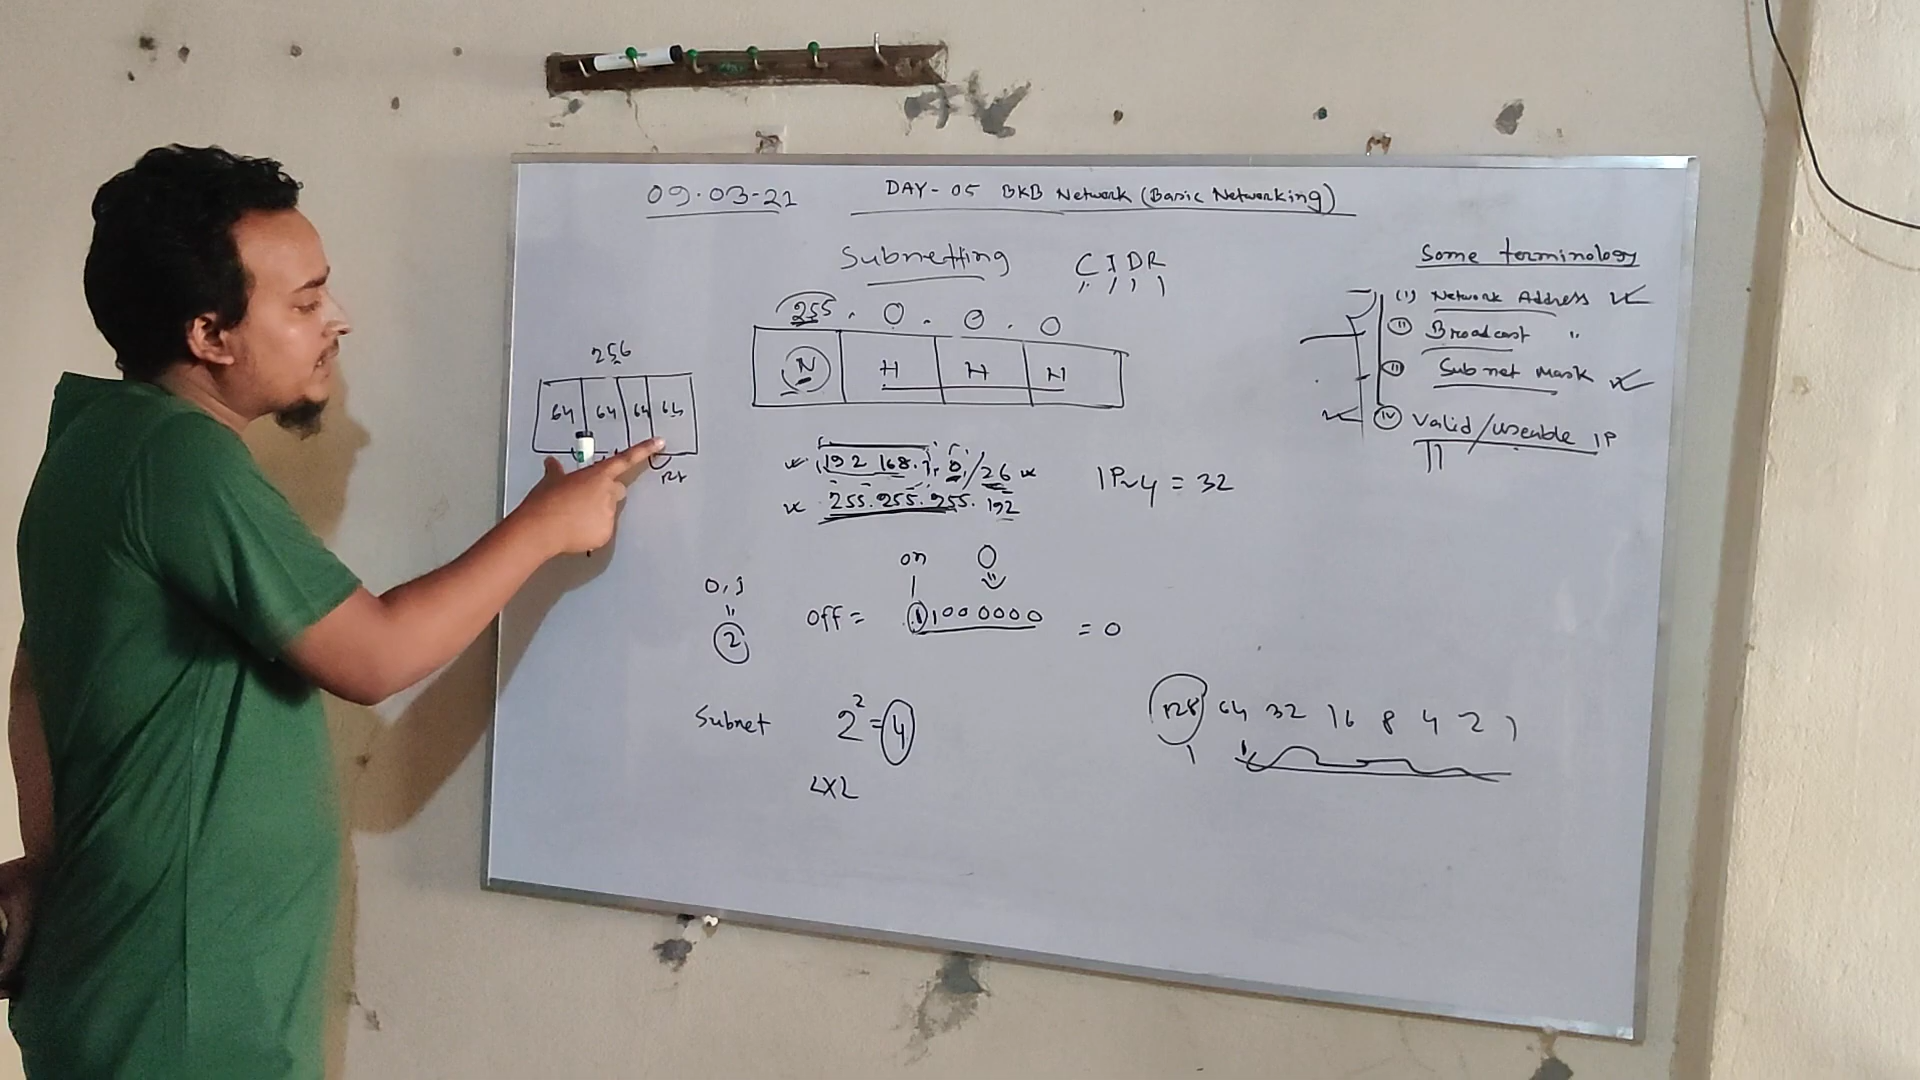 09.03-21
DAY-05 BKB Network (Basic Networking)
Subnetting
CIDR
255.0.0.0
N H H H
256
64 64 64 64
128
192 168.1.0/26
255.255.255.192
IPv4 = 32
on 0
0,1
2
off = 11000000 = 0
Subnet 2²=4
2x2
128 64 32 16 8 4 2 1
1 1
Some terminology
(i) Network Address
(ii) Broadcast "
(iii) Subnet Mask
(iv) Valid/useable IP